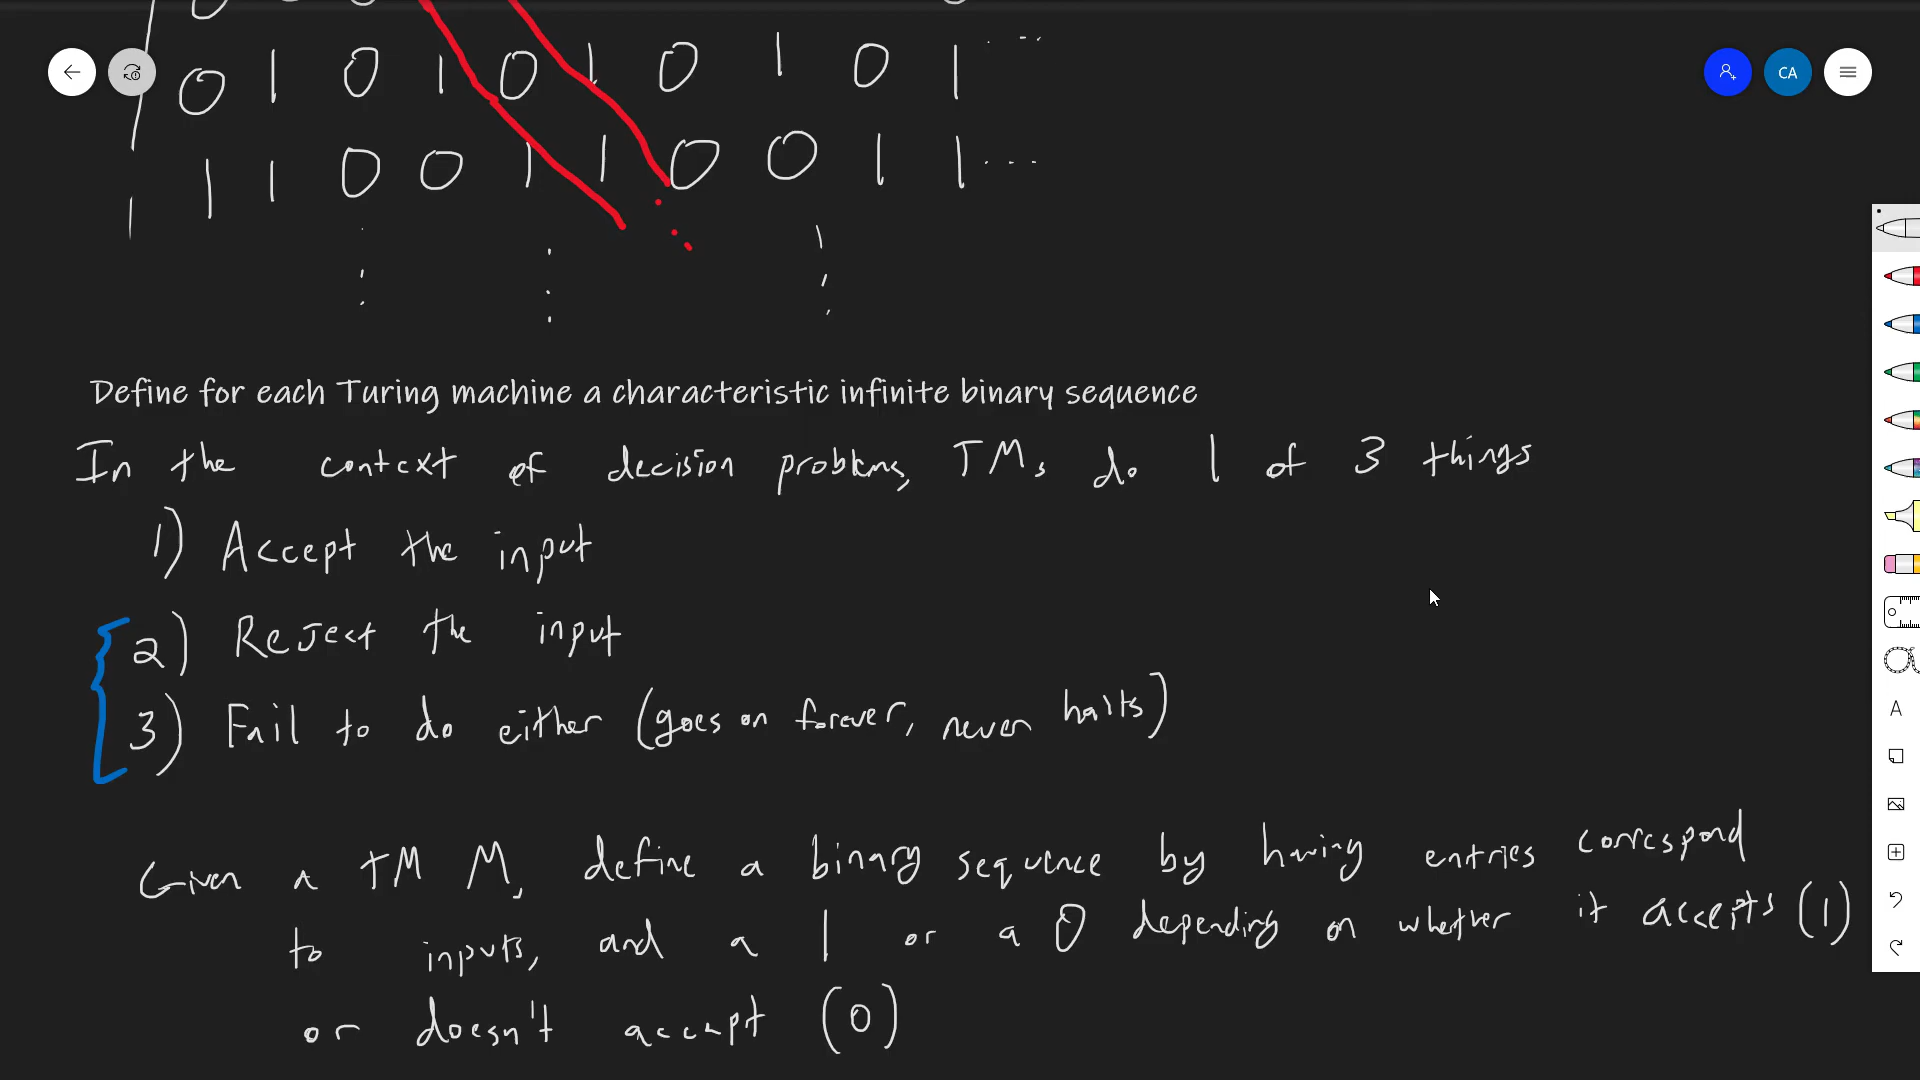 0 1 0 1 0 1 0 1 0 1 ...
1 1 1 0 0 1 1 0 0 1 1 ...
CA
Define for each Turing machine a characteristic infinite binary sequence
In the context of decision problems, TMs do 1 of 3 things
1) Accept the input
2) Reject the input
3) Fail to do either (goes on forever, never halts)
Given a TM M, define a binary sequence by having entries correspond
to inputs, and a 1 or a 0 depending on whether it accepts (1)
or doesn't accept (0)
A